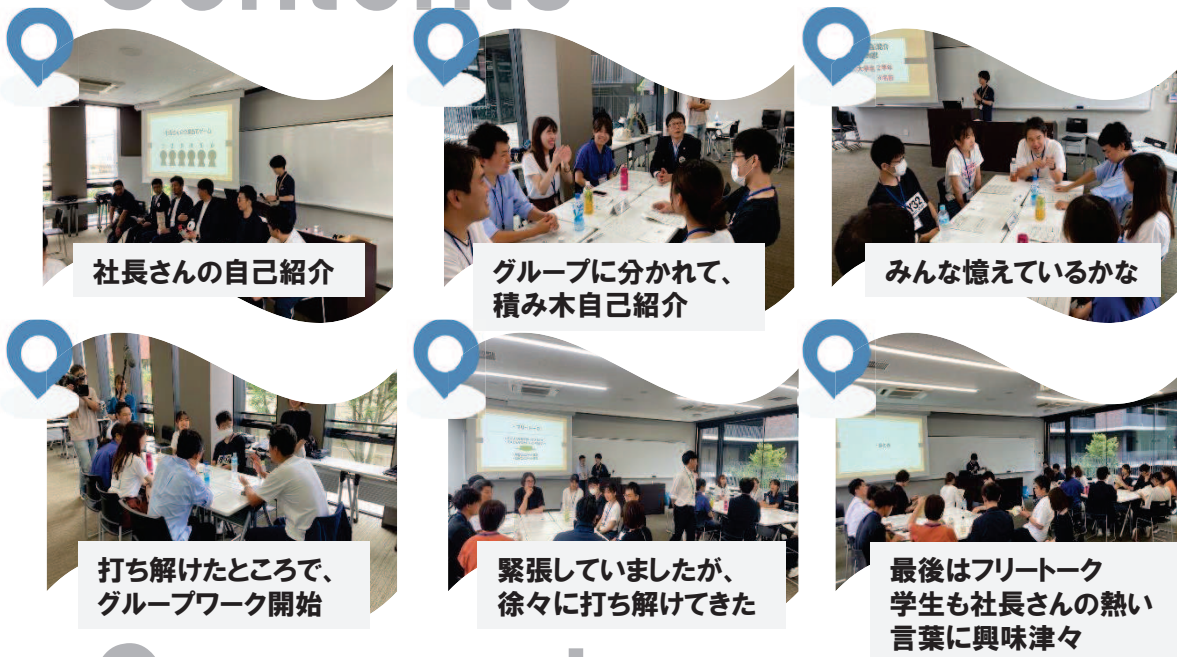 Contents
社長さんの自己紹介
グループに分かれて、
積み木自己紹介
みんな憶えているかな
打ち解けたところで、
グループワーク開始
緊張していましたが、
徐々に打ち解けてきた
最後はフリートーク
学生も社長さんの熱い
言葉に興味津々